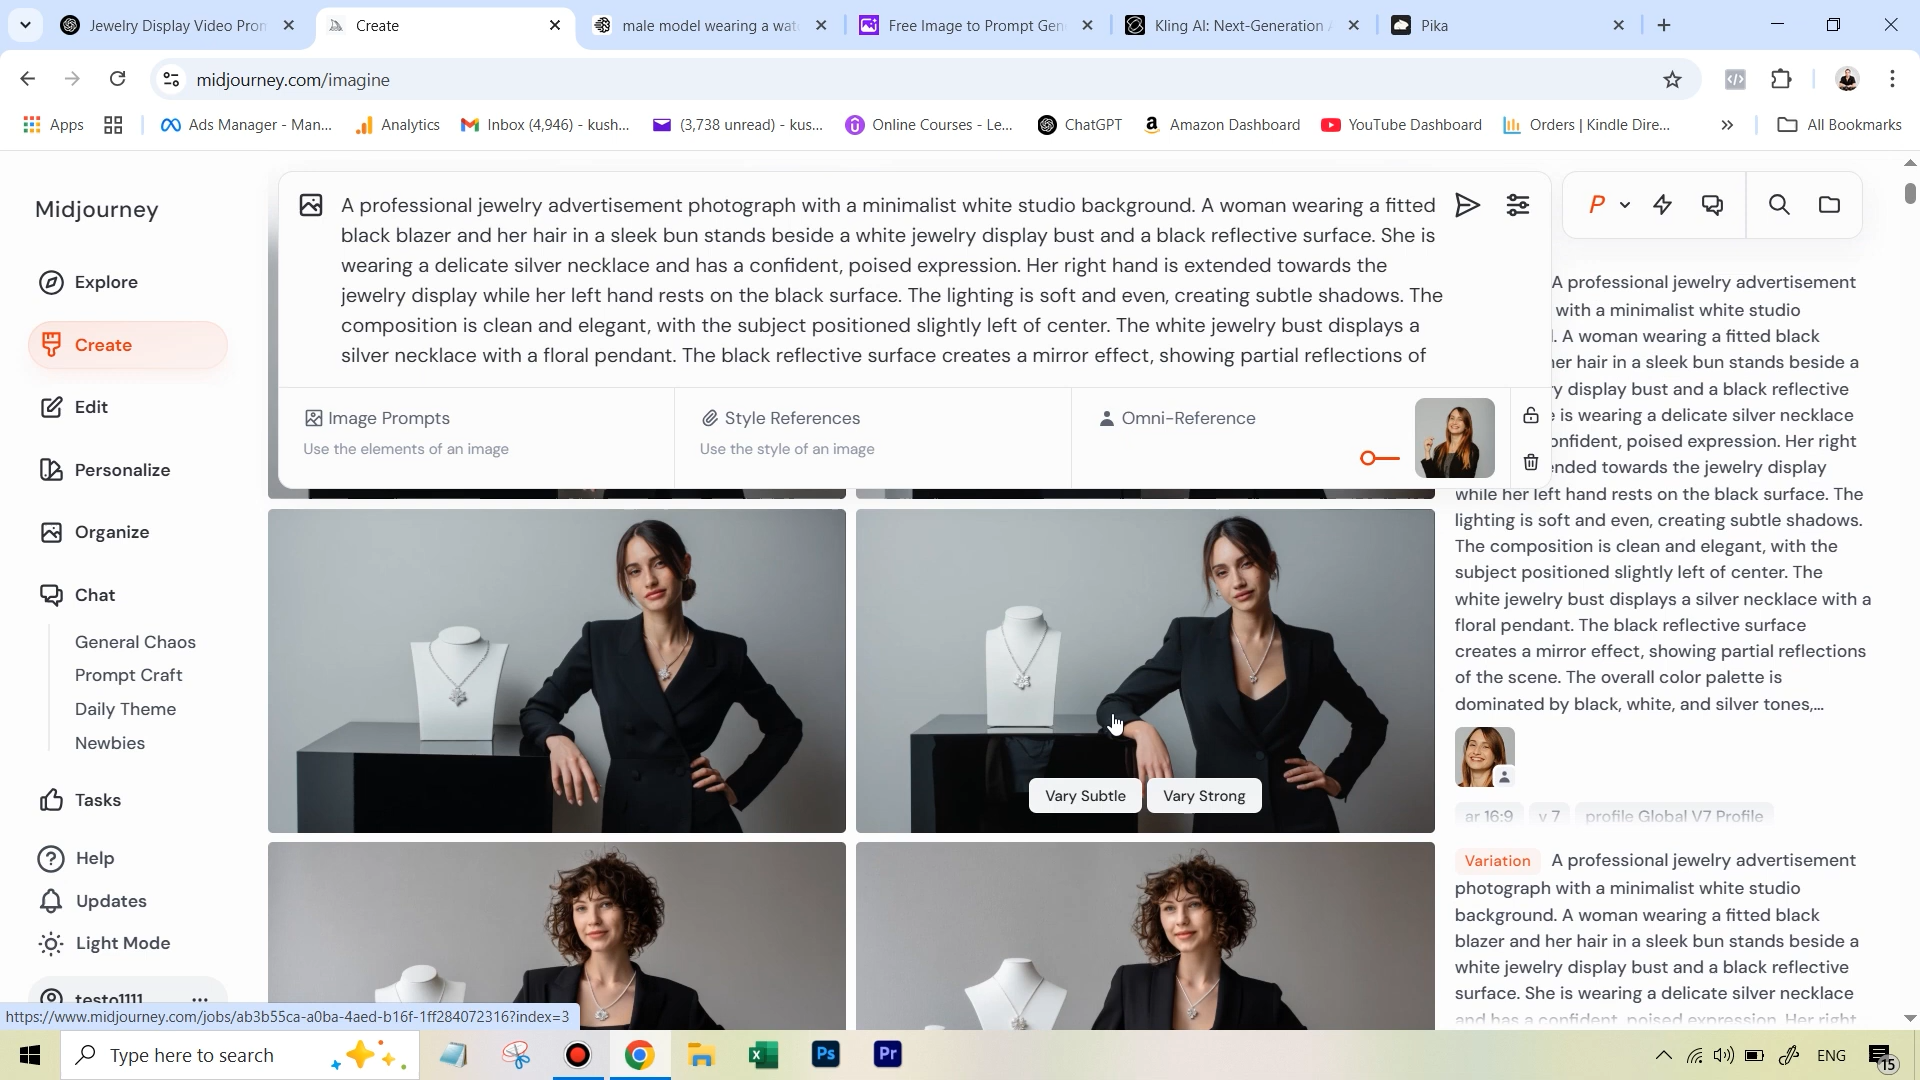 Jewelry Display Video Pron
Create
male model wearing a wat
Free Image to Prompt Gen
Kling AI: Next-Generation A
Pika
midjourney.com/imagine
Apps
Ads Manager - Man...
Analytics
Inbox (4,946) - kush...
(3,738 unread) - kus...
Online Courses - Le...
ChatGPT
Amazon Dashboard
YouTube Dashboard
Orders | Kindle Dire...
All Bookmarks
Midjourney
Explore
Create
Edit
Personalize
Organize
Chat
General Chaos
Prompt Craft
Daily Theme
Newbies
Tasks
Help
Updates
Light Mode
testo1111
A professional jewelry advertisement photograph with a minimalist white studio background. A woman wearing a fitted
black blazer and her hair in a sleek bun stands beside a white jewelry display bust and a black reflective surface. She is
wearing a delicate silver necklace and has a confident, poised expression. Her right hand is extended towards the
jewelry display while her left hand rests on the black surface. The lighting is soft and even, creating subtle shadows. The
composition is clean and elegant, with the subject positioned slightly left of center. The white jewelry bust displays a
silver necklace with a floral pendant. The black reflective surface creates a mirror effect, showing partial reflections of
Image Prompts
Use the elements of an image
Style References
Use the style of an image
Omni-Reference
P
Vary Subtle
Vary Strong
A professional jewelry advertisement
with a minimalist white studio
. A woman wearing a fitted black
her hair in a sleek bun stands beside a
y display bust and a black reflective
is wearing a delicate silver necklace
onfident, poised expression. Her right
ended towards the jewelry display
while her left hand rests on the black surface. The
lighting is soft and even, creating subtle shadows.
The composition is clean and elegant, with the
subject positioned slightly left of center. The
white jewelry bust displays a silver necklace with a
floral pendant. The black reflective surface
creates a mirror effect, showing partial reflections
of the scene. The overall color palette is
dominated by black, white, and silver tones,...
ar 16:9
v 7
profile Global V7 Profile
Variation A professional jewelry advertisement
photograph with a minimalist white studio
background. A woman wearing a fitted black
blazer and her hair in a sleek bun stands beside a
white jewelry display bust and a black reflective
surface. She is wearing a delicate silver necklace
and has a confident, poised expression. Her right
https://www.midjourney.com/jobs/ab3b55ca-a0ba-4aed-b16f-1ff284072316?index=3
Type here to search
Ps
Pr
ENG
15